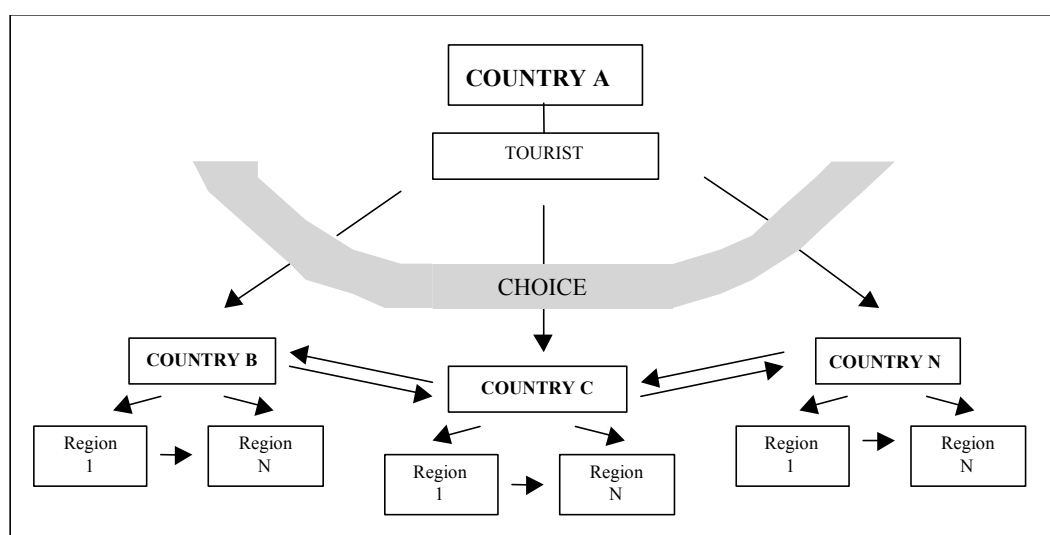 COUNTRY A
TOURIST
CHOICE
COUNTRY B
COUNTRY C
COUNTRY N
Region
1
Region
N
Region
1
Region
N
Region
1
Region
N